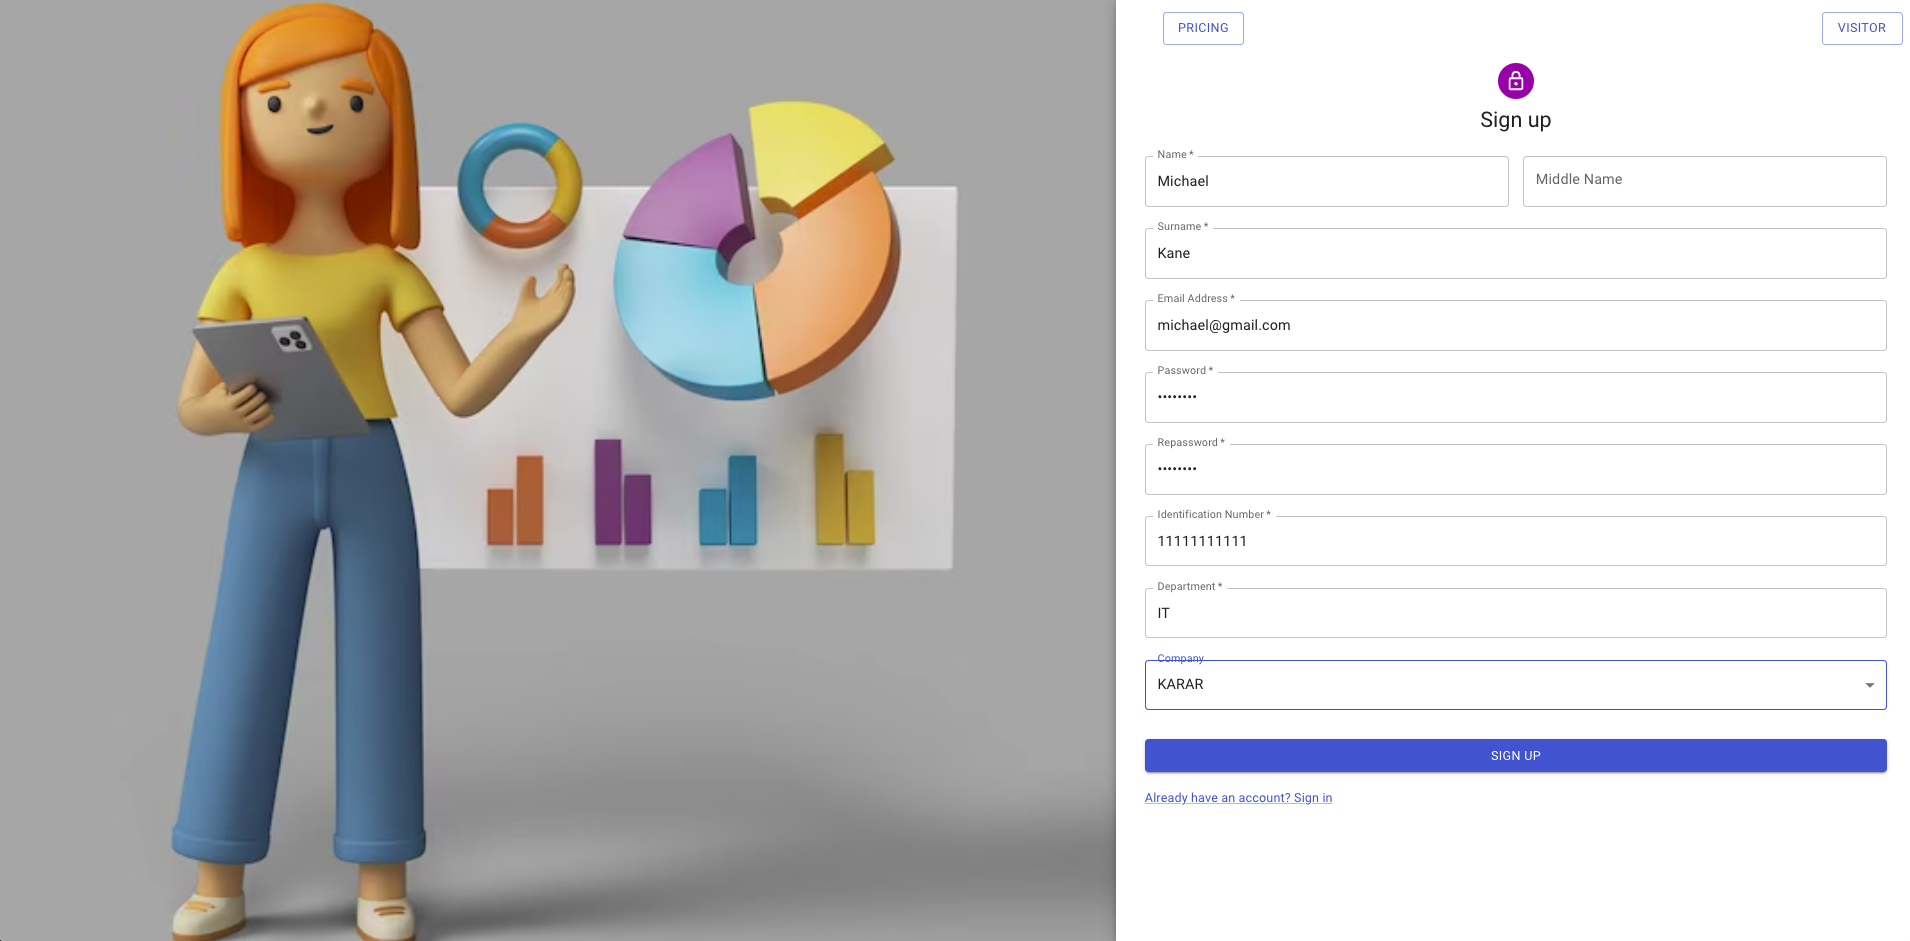 PRICING
VISITOR
Sign up
Name *
Michael
Middle Name
Surname *
Kane
Email Address *
michael@gmail.com
Password *
••••••••
Repassword *
••••••••
Identification Number *
11111111111
Department *
IT
Company
KARAR
SIGN UP
Already have an account? Sign in